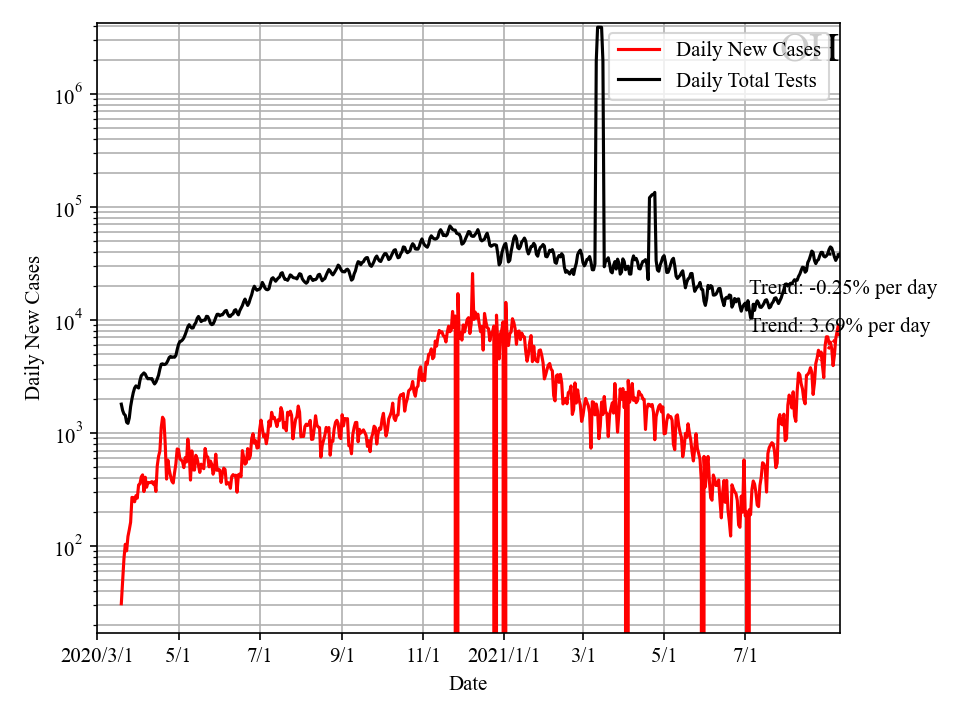 OH
Daily New Cases
Daily Total Tests
10^6
10^5
10^4
10^3
10^2
Daily New Cases
Trend: -0.25% per day
Trend: 3.69% per day
2020/3/1 5/1 7/1 9/1 11/1 2021/1/1 3/1 5/1 7/1
Date